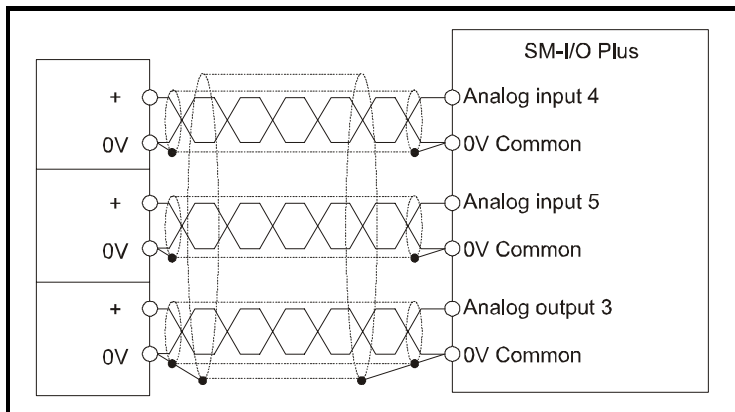 SM-I/O Plus
+
Analog input 4
0V
0V Common
+
Analog input 5
0V
0V Common
+
Analog output 3
0V
0V Common